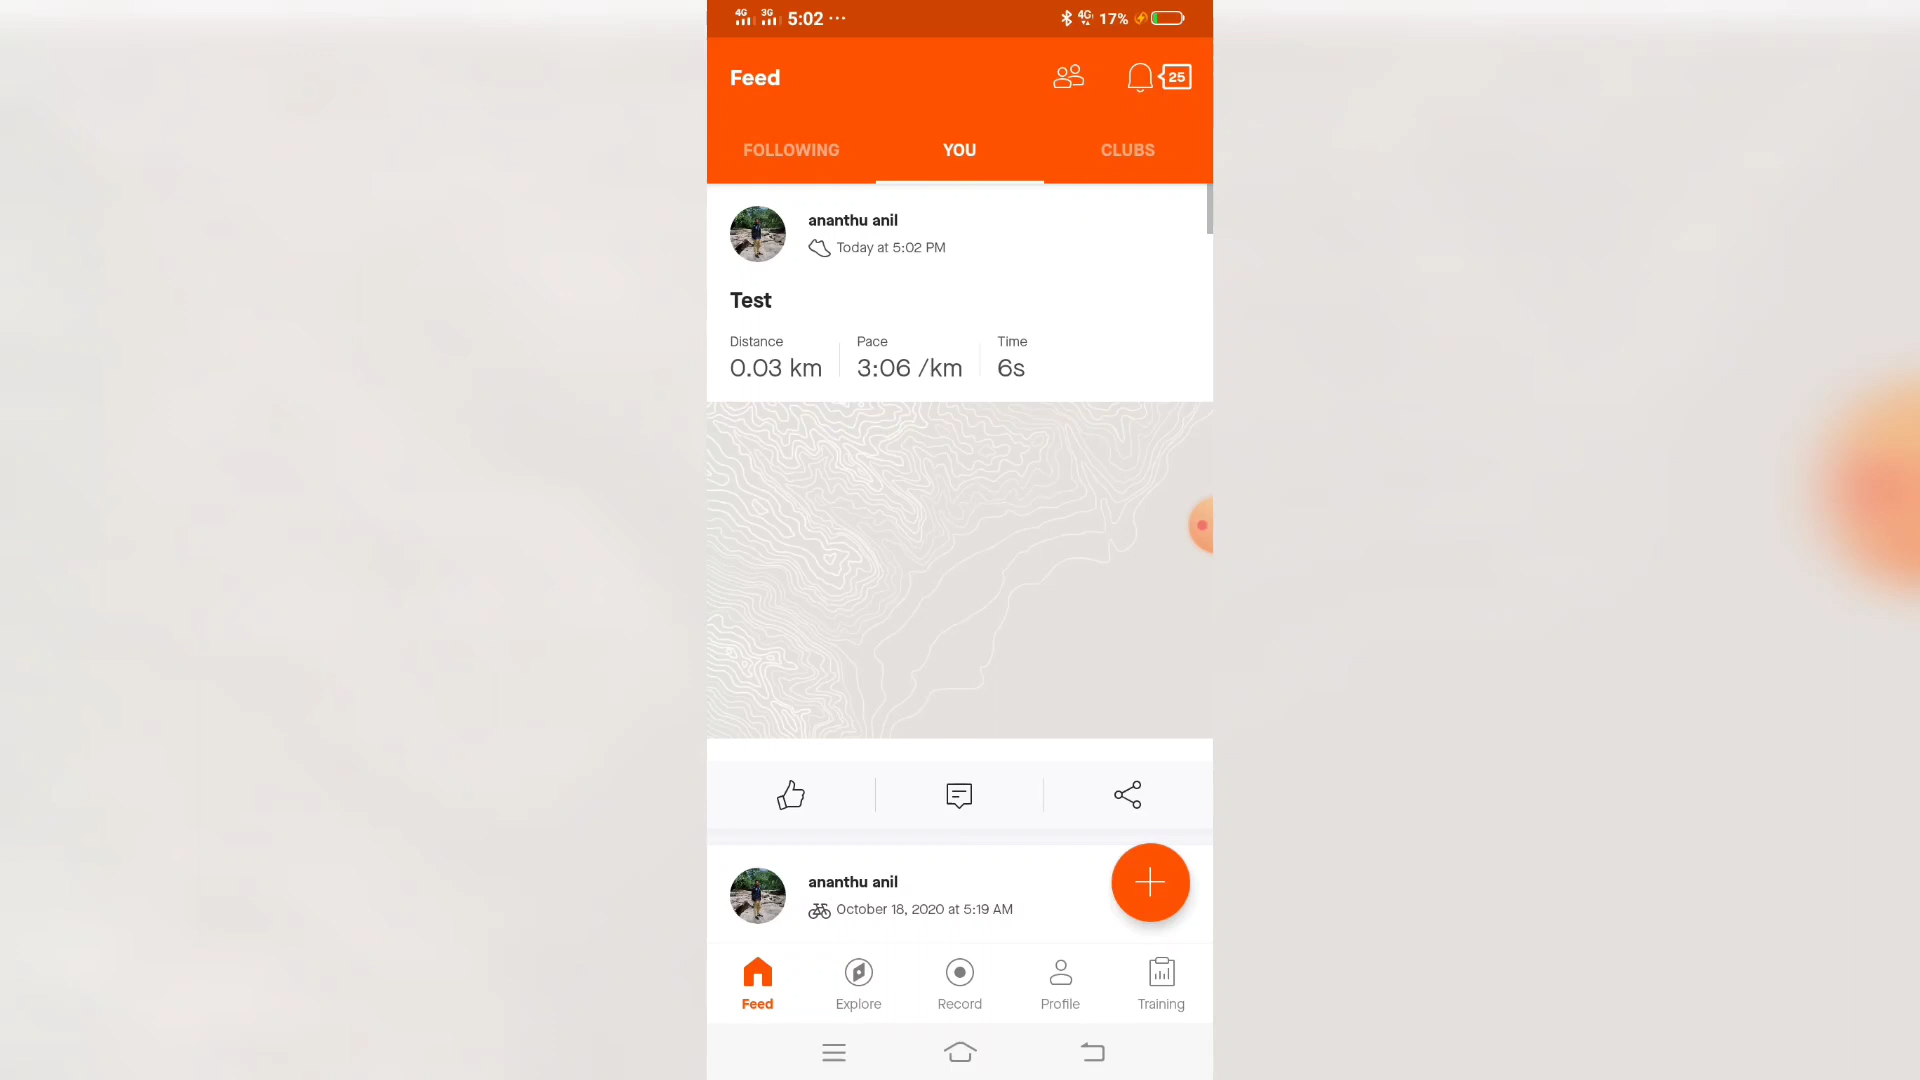 4G 3G 5:02 ··· 4G 17%
Feed 25
FOLLOWING YOU CLUBS
ananthu anil
Today at 5:02 PM
Test
Distance Pace Time
0.03 km 3:06 /km 6s
ananthu anil
October 18, 2020 at 5:19 AM
Feed Explore Record Profile Training